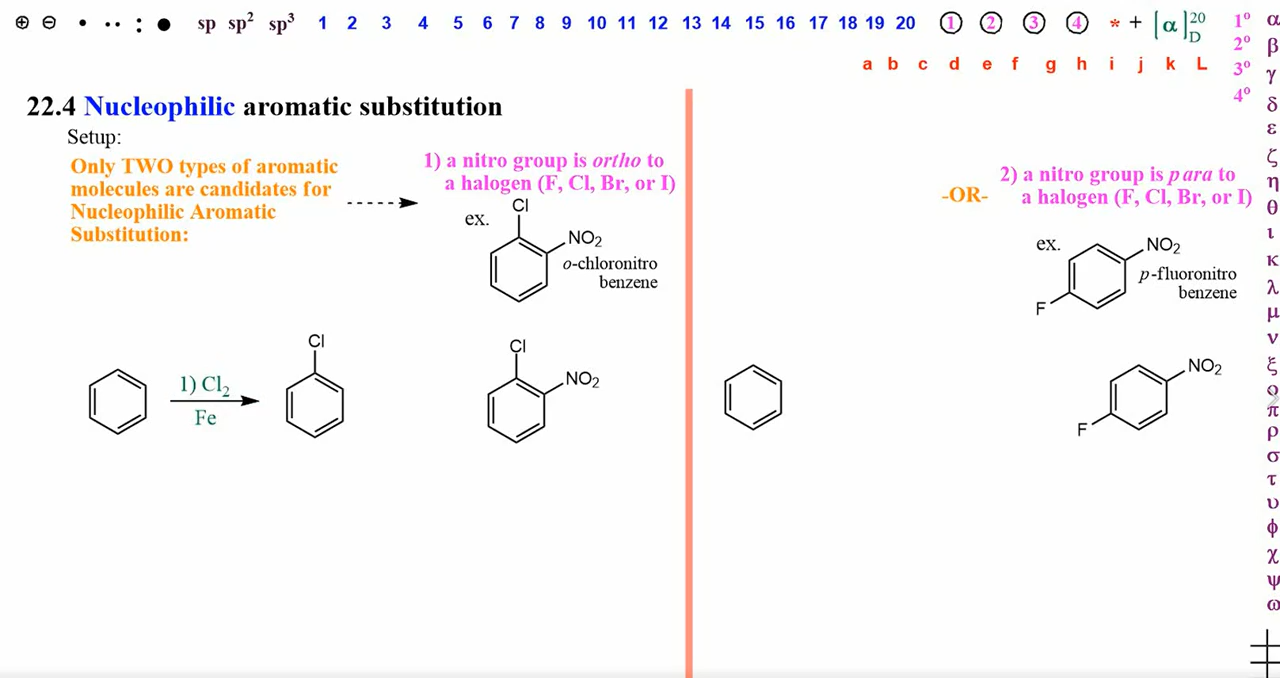 ⊕ ⊖ • •• : ● sp sp² sp³ 1 2 3 4 5 6 7 8 9 10 11 12 13 14 15 16 17 18 19 20 ① ② ③ ④ * + [α]²⁰D 1º α
2º β
a b c d e f g h i j k L 3º γ
4º δ
ε
ζ
η
θ
ι
κ
λ
μ
ν
ξ
ο
π
ρ
σ
τ
υ
ϕ
χ
ψ
ω
22.4 Nucleophilic aromatic substitution
Setup:
Only TWO types of aromatic
molecules are candidates for
Nucleophilic Aromatic
Substitution:
1) a nitro group is ortho to
a halogen (F, Cl, Br, or I)
ex.
Cl
NO₂
o-chloronitro
benzene
-OR-
2) a nitro group is para to
a halogen (F, Cl, Br, or I)
ex.
NO₂
p-fluoronitro
benzene
F
1) Cl₂
Fe
Cl
Cl
NO₂
NO₂
F